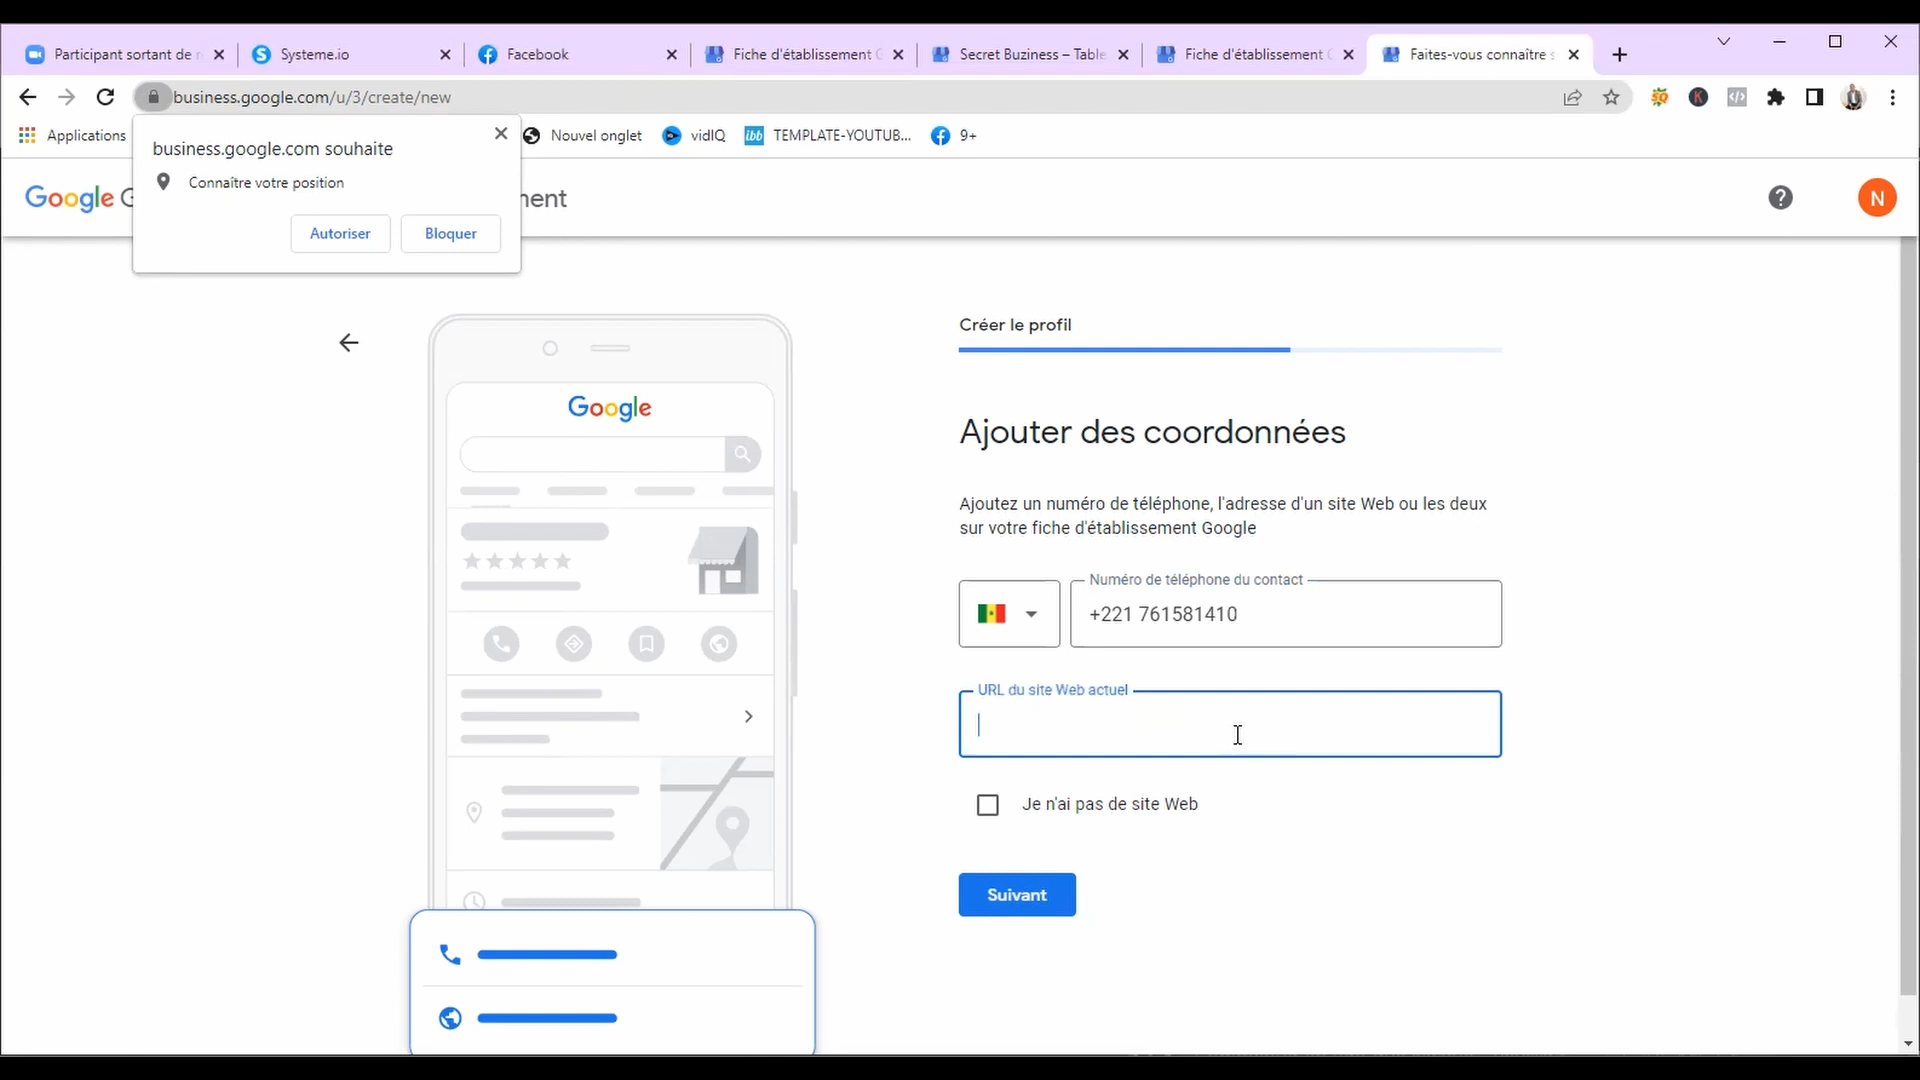 Participant sortant de r
Systeme.io
Facebook
Fiche d'établissement G
Secret Buziness – Table
Fiche d'établissement G
Faites-vous connaître s
business.google.com/u/3/create/new
Applications
Nouvel onglet
vidIQ
TEMPLATE-YOUTUB...
9+
business.google.com souhaite
Connaître votre position
Autoriser
Bloquer
Google
ment
N
Créer le profil
Google
Ajouter des coordonnées
Ajoutez un numéro de téléphone, l'adresse d'un site Web ou les deux
sur votre fiche d'établissement Google
Numéro de téléphone du contact
+221 761581410
URL du site Web actuel
Je n'ai pas de site Web
Suivant